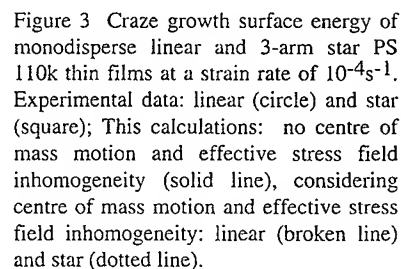 Figure 3 Craze growth surface energy of
monodisperse linear and 3-arm star PS
110k thin films at a strain rate of 10⁻⁴s⁻¹.
Experimental data: linear (circle) and star
(square); This calculations: no centre of
mass motion and effective stress field
inhomogeneity (solid line), considering
centre of mass motion and effective stress
field inhomogeneity: linear (broken line)
and star (dotted line).